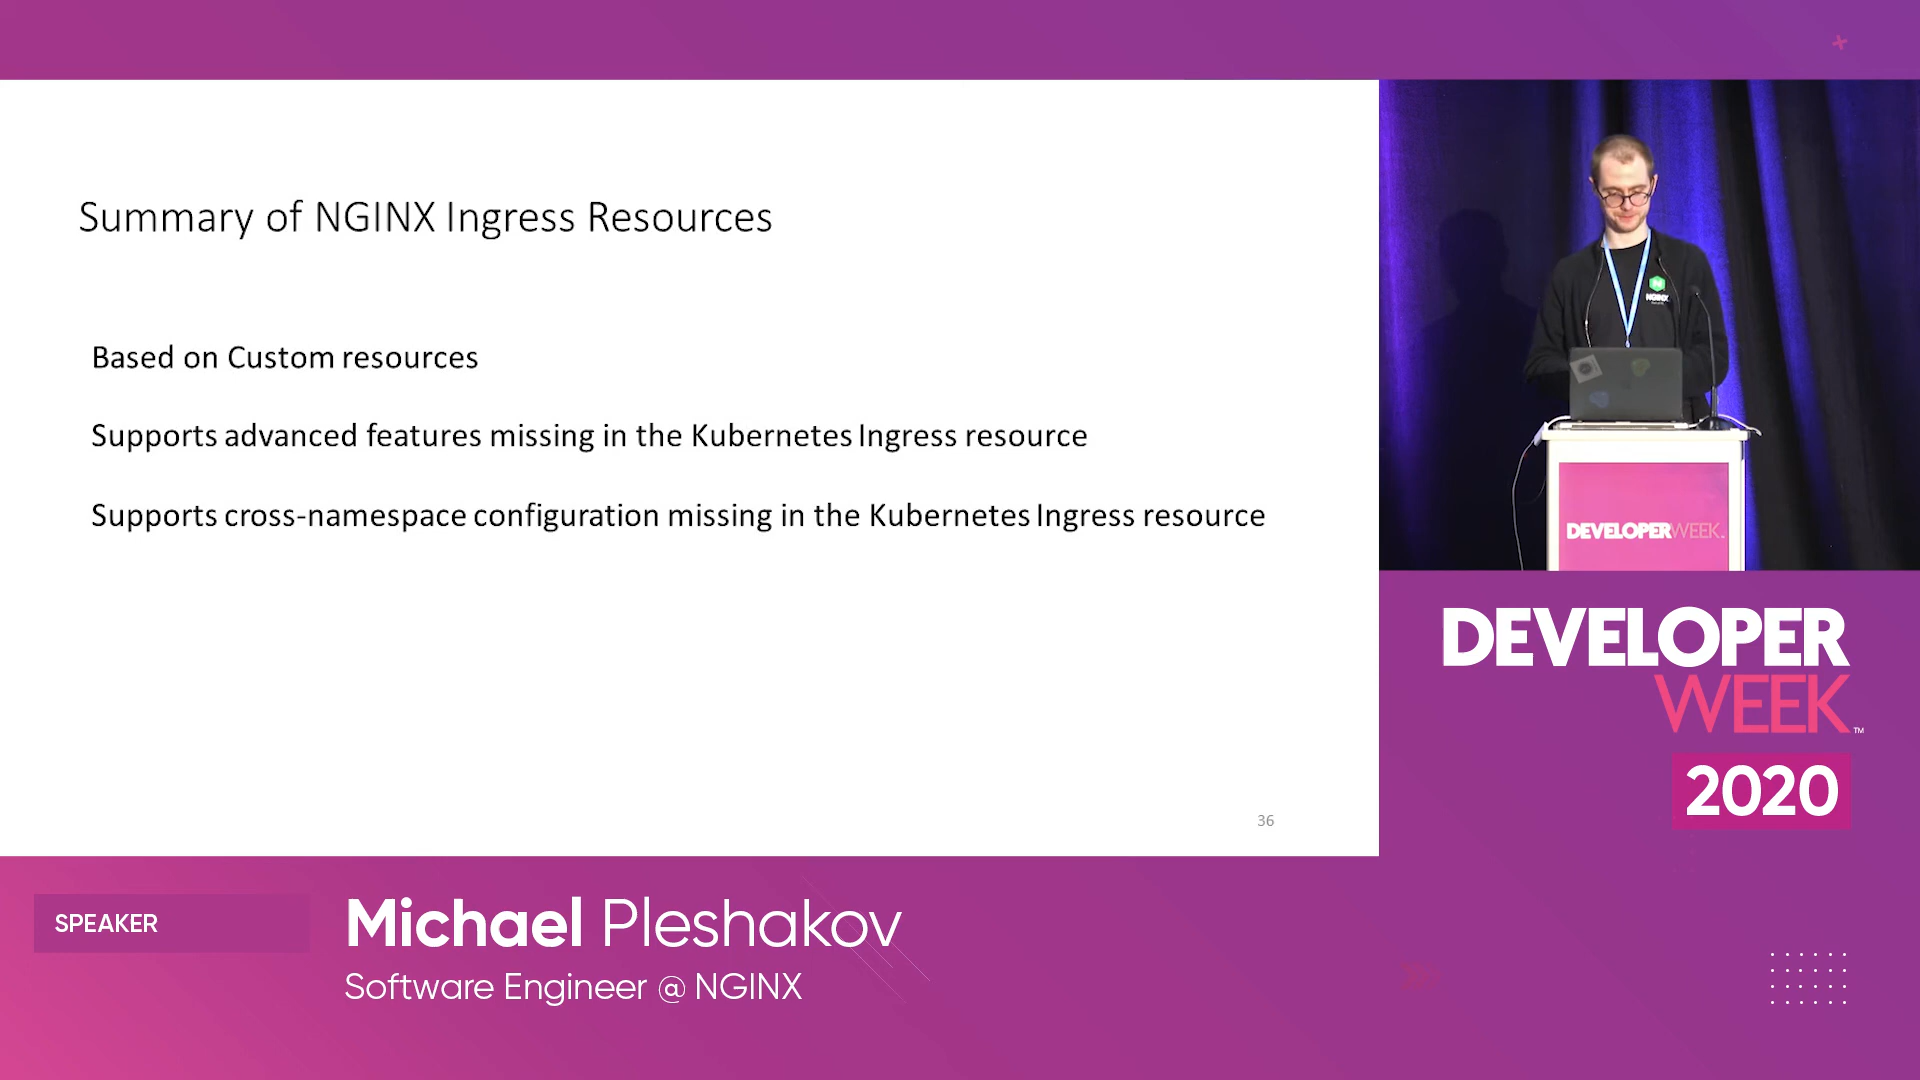 Summary of NGINX Ingress Resources
Based on Custom resources
Supports advanced features missing in the Kubernetes Ingress resource
Supports cross-namespace configuration missing in the Kubernetes Ingress resource
36
NGINX
DEVELOPERWEEK.
DEVELOPER
WEEK™
2020
SPEAKER
Michael Pleshakov
Software Engineer @ NGINX